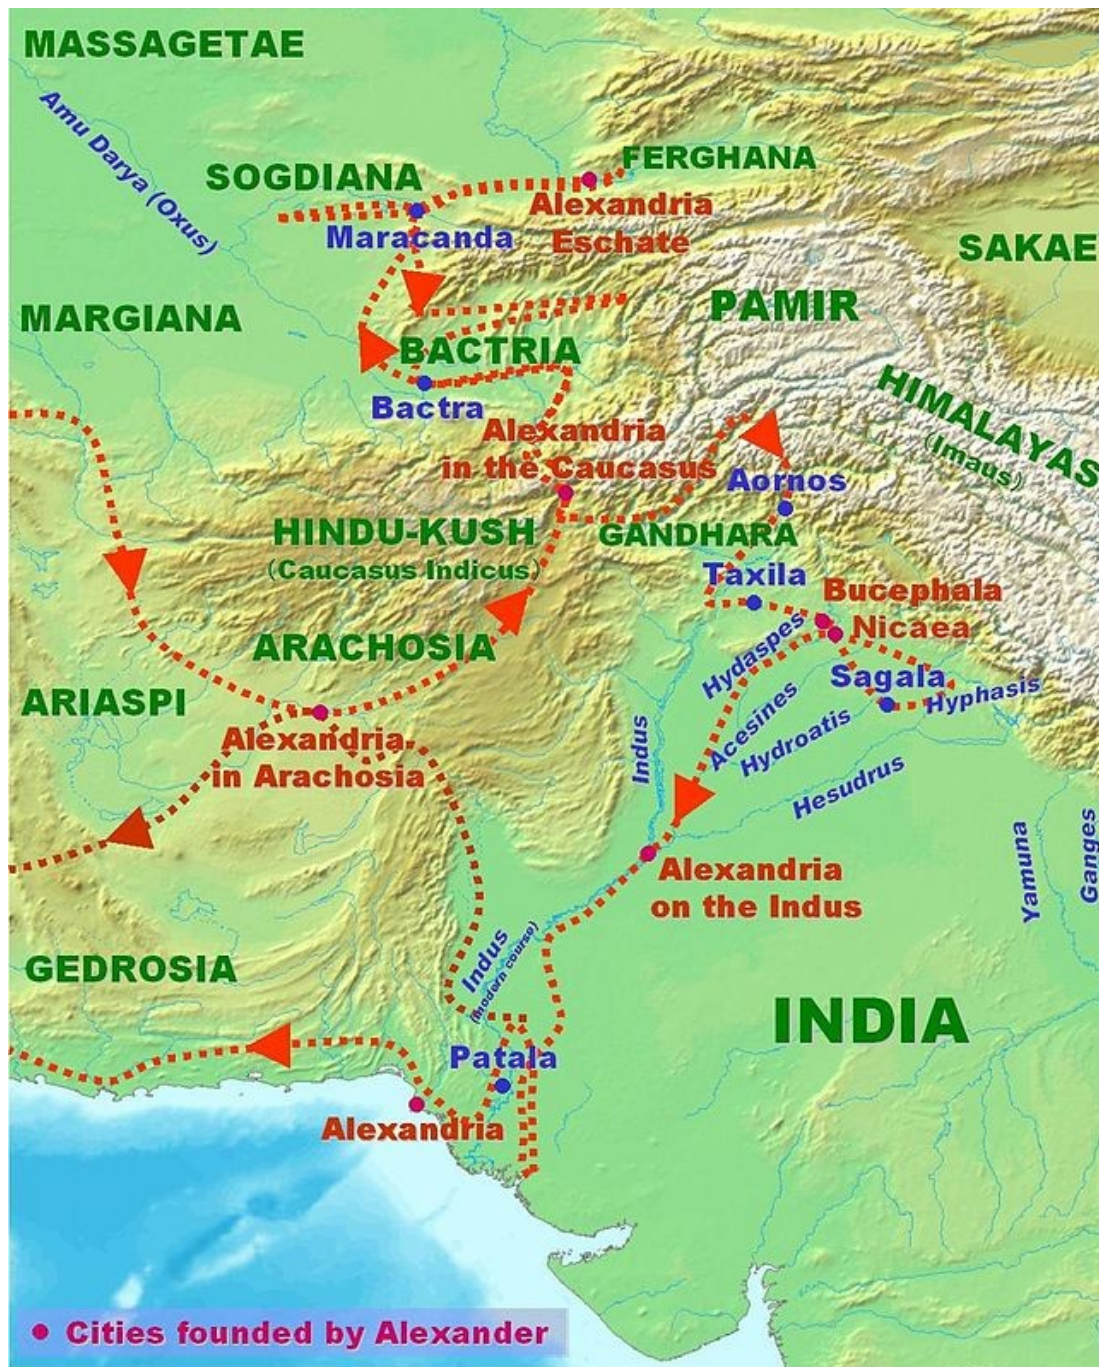 MASSAGETAE
Amu Darya (Oxus)
FERGHANA
SOGDIANA
Alexandria
Eschate
Maracanda
SAKAE
PAMIR
MARGIANA
BACTRIA
Bactra
HIMALAYAS
(Imaus)
Alexandria
in the Caucasus
Aornos
HINDU-KUSH
(Caucasus Indicus)
GANDHARA
Taxila
Bucephala
Nicaea
ARACHOSIA
Hydaspes
Sagala
Hyphasis
ARIASPI
Acesines
Hydroatis
Indus
Alexandria
in Arachosia
Hesudrus
Alexandria
on the Indus
Yamuna
Ganges
Indus
(modern course)
GEDROSIA
INDIA
Patala
Alexandria
Cities founded by Alexander